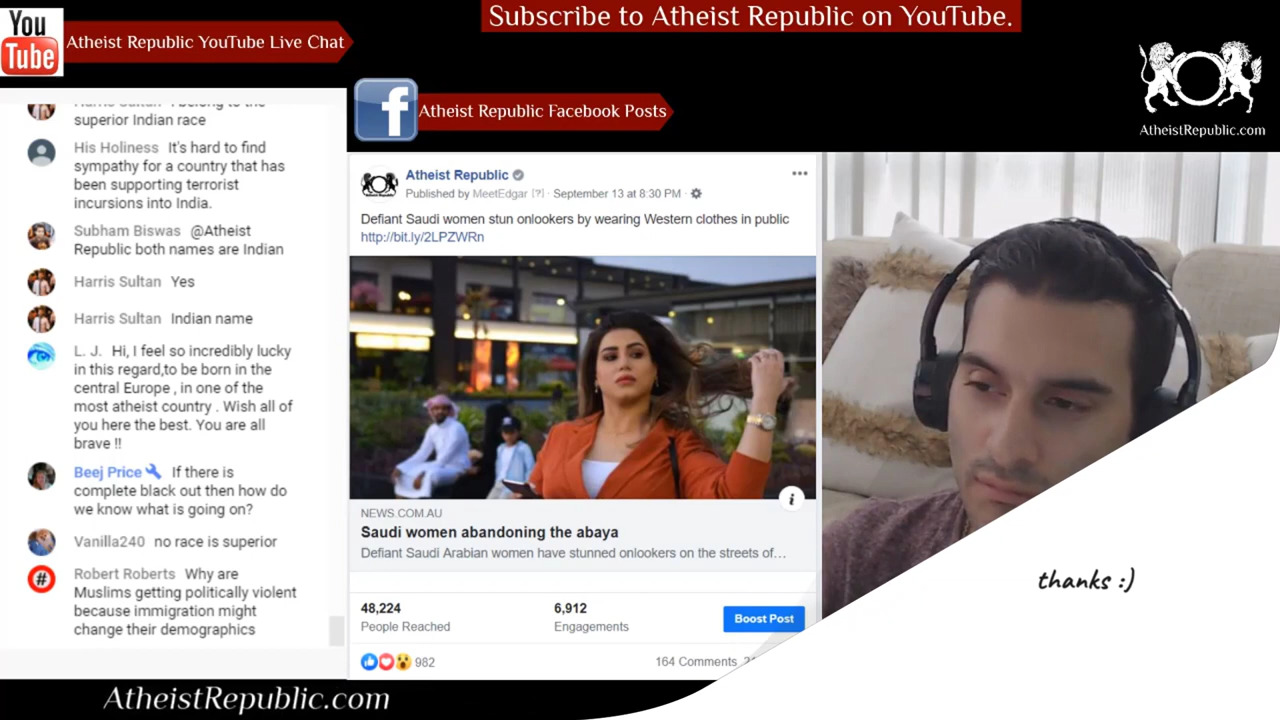 You
Tube
Atheist Republic YouTube Live Chat
Subscribe to Atheist Republic on YouTube.
AtheistRepublic.com
f
Atheist Republic Facebook Posts
superior Indian race
His Holiness It's hard to find
sympathy for a country that has
been supporting terrorist
incursions into India.
Subham Biswas @Atheist
Republic both names are Indian
Harris Sultan Yes
Harris Sultan Indian name
L. J. Hi, I feel so incredibly lucky
in this regard,to be born in the
central Europe , in one of the
most atheist country . Wish all of
you here the best. You are all
brave !!
Beej Price If there is
complete black out then how do
we know what is going on?
Vanilla240 no race is superior
# Robert Roberts Why are
Muslims getting politically violent
because immigration might
change their demographics
Atheist Republic
Published by MeetEdgar [?] · September 13 at 8:30 PM ·
Defiant Saudi women stun onlookers by wearing Western clothes in public
http://bit.ly/2LPZWRn
i
NEWS.COM.AU
Saudi women abandoning the abaya
Defiant Saudi Arabian women have stunned onlookers on the streets of…
48,224
People Reached
6,912
Engagements
Boost Post
982
164 Comments
thanks :)
AtheistRepublic.com